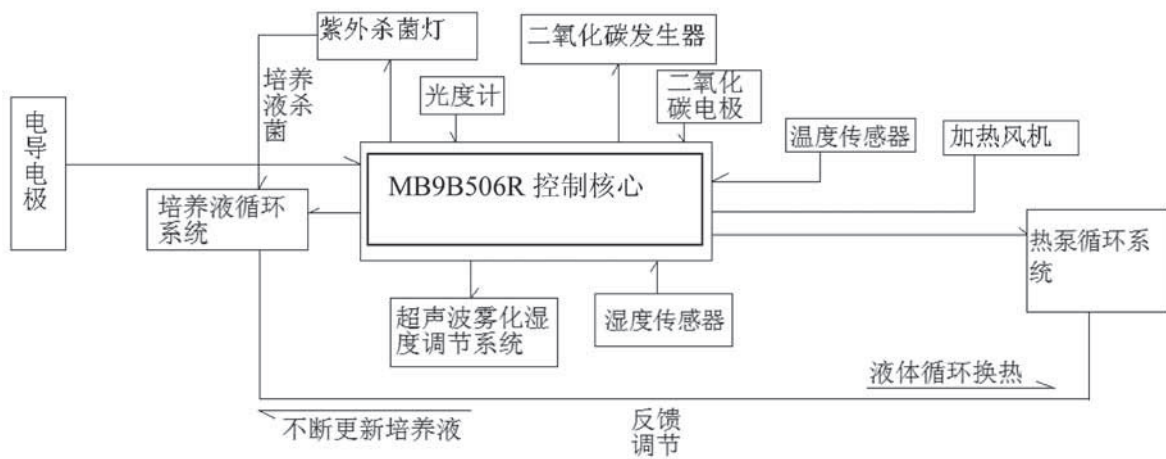 紫外杀菌灯
二氧化碳发生器
培养
液杀
菌
光度计
二氧化
碳电极
电
导
电
极
温度传感器
加热风机
MB9B506R 控制核心
培养液循环
系统
热泵循环系
统
超声波雾化湿
度调节系统
湿度传感器
液体循环换热
不断更新培养液
反馈
调节